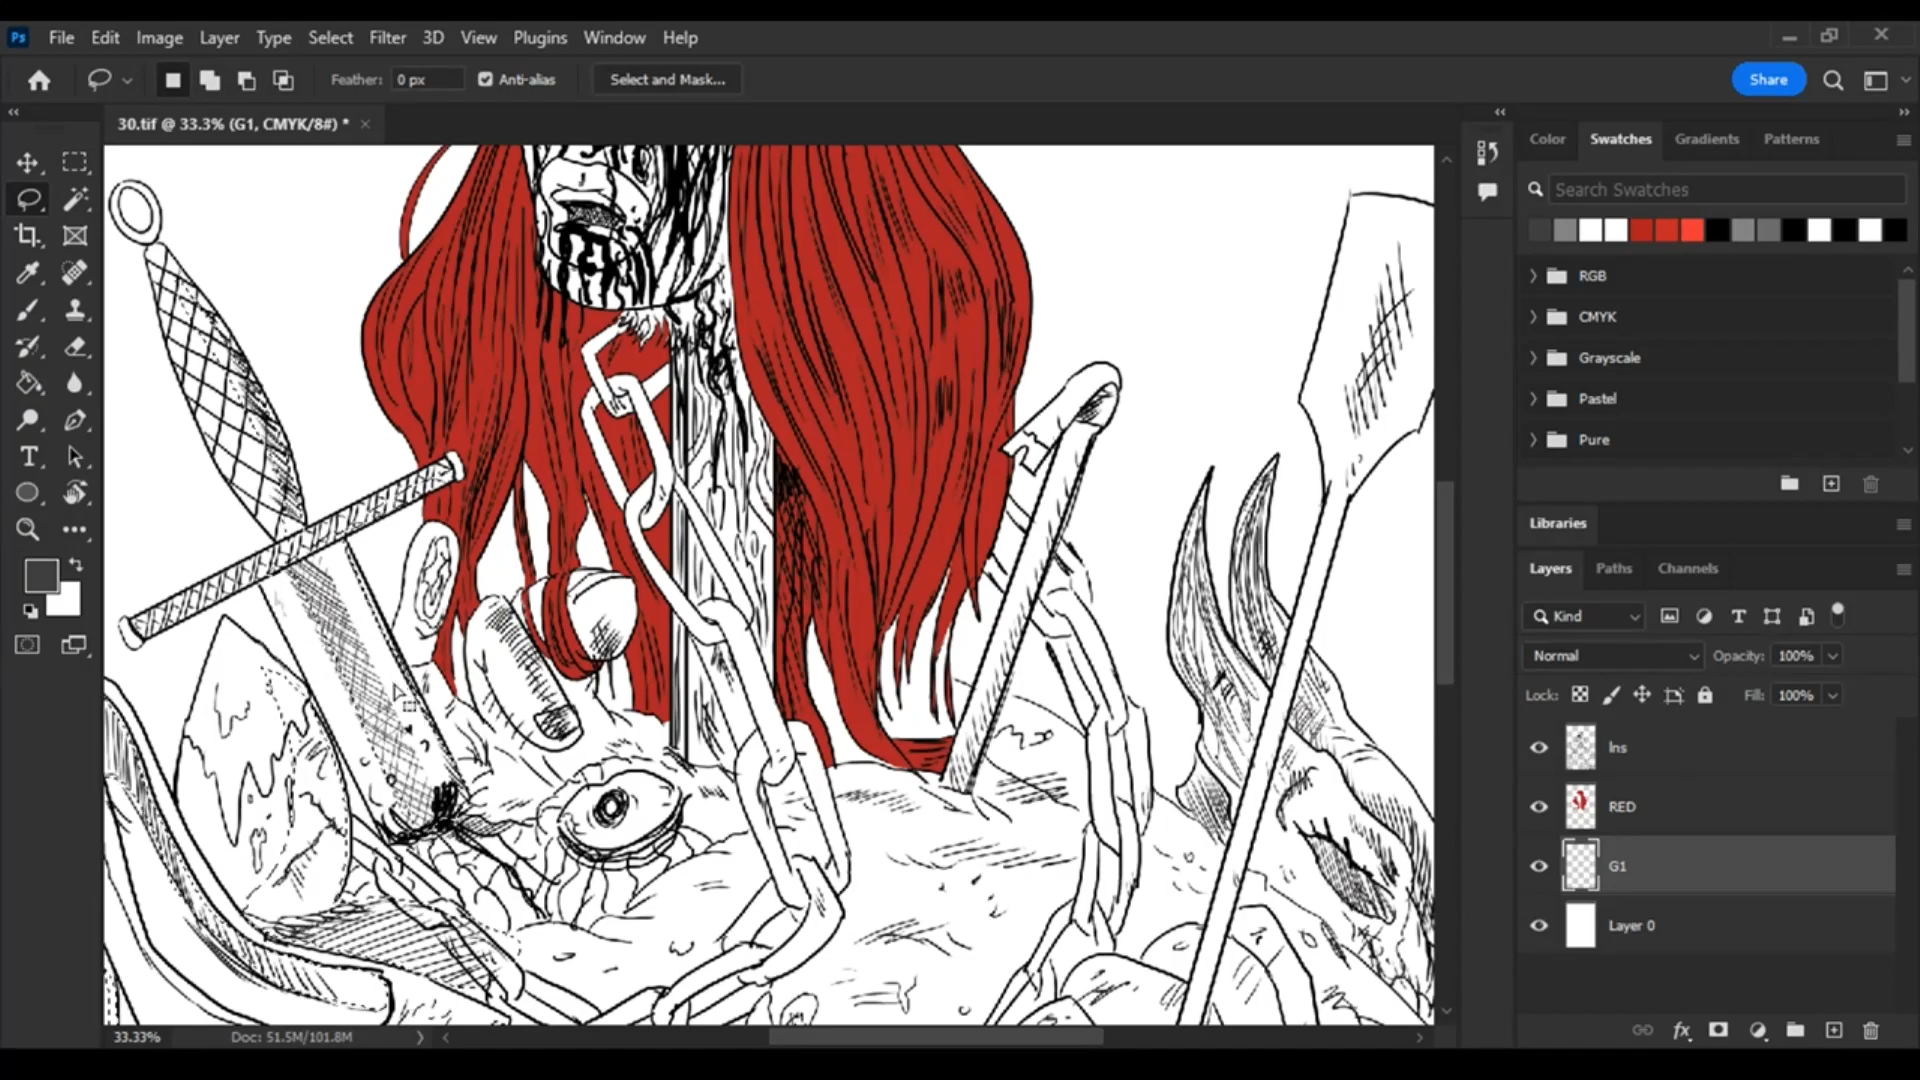 Ps File Edit Image Layer Type Select Filter 3D View Plugins Window Help
Feather: 0 px Anti-alias Select and Mask... Share
30.tif @ 33.3% (G1, CMYK/8#) * ×
Color Swatches Gradients Patterns
Search Swatches
RGB
CMYK
Grayscale
Pastel
Pure
Libraries
Layers Paths Channels
Kind
Normal Opacity: 100%
Lock: Fill: 100%
Ins
RED
G1
Layer 0
fx
33.33% Doc: 51.5M/101.8M